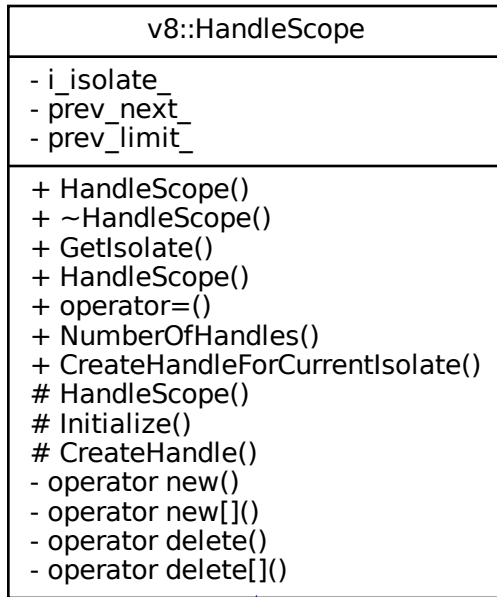 v8::HandleScope
- i_isolate_
- prev_next_
- prev_limit_
+ HandleScope()
+ ~HandleScope()
+ GetIsolate()
+ HandleScope()
+ operator=()
+ NumberOfHandles()
+ CreateHandleForCurrentIsolate()
# HandleScope()
# Initialize()
# CreateHandle()
- operator new()
- operator new[]()
- operator delete()
- operator delete[]()